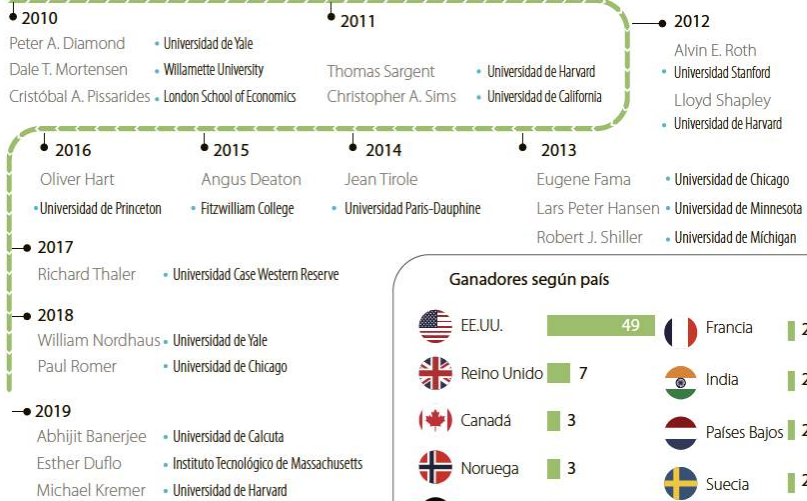 2010
Peter A. Diamond • Universidad de Yale
Dale T. Mortensen • Willamette University
Cristóbal A. Pissarides • London School of Economics
2011
Thomas Sargent • Universidad de Harvard
Christopher A. Sims • Universidad de California
2012
Alvin E. Roth
• Universidad Stanford
Lloyd Shapley
• Universidad de Harvard
2013
Eugene Fama • Universidad de Chicago
Lars Peter Hansen • Universidad de Minnesota
Robert J. Shiller • Universidad de Míchigan
2014
Jean Tirole
• Universidad Paris-Dauphine
2015
Angus Deaton
• Fitzwilliam College
2016
Oliver Hart
• Universidad de Princeton
2017
Richard Thaler • Universidad Case Western Reserve
2018
William Nordhaus • Universidad de Yale
Paul Romer • Universidad de Chicago
2019
Abhijit Banerjee • Universidad de Calcuta
Esther Duflo • Instituto Tecnológico de Massachusetts
Michael Kremer • Universidad de Harvard
Ganadores según país
EE.UU. 49
Reino Unido 7
Canadá 3
Noruega 3
Francia 2
India 2
Países Bajos 2
Suecia 2